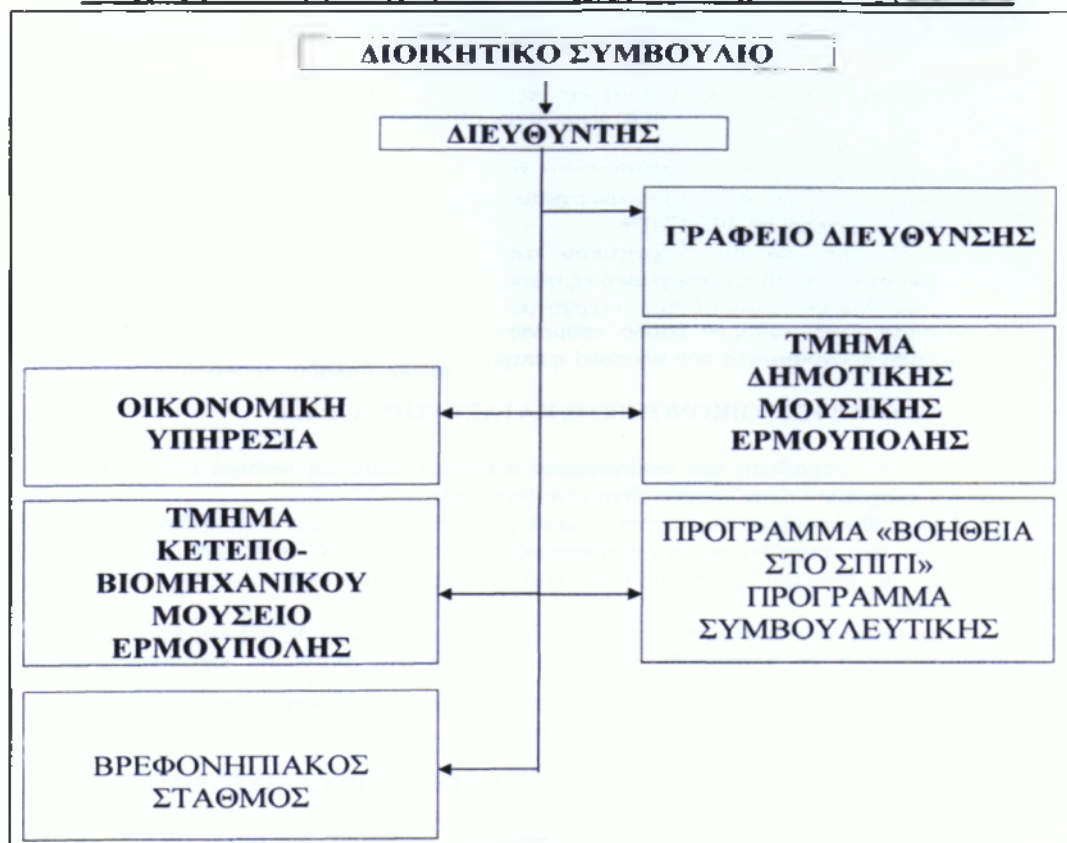 ΔΙΟΙΚΗΤΙΚΟ ΣΥΜΒΟΥΛΙΟ
ΔΙΕΥΘΥΝΤΗΣ
ΓΡΑΦΕΙΟ ΔΙΕΥΘΥΝΣΗΣ
ΟΙΚΟΝΟΜΙΚΗ
ΥΠΗΡΕΣΙΑ
ΤΜΗΜΑ
ΔΗΜΟΤΙΚΗΣ
ΜΟΥΣΙΚΗΣ
ΕΡΜΟΥΠΟΛΗΣ
ΤΜΗΜΑ
ΚΕΤΕΠΟ-
ΒΙΟΜΗΧΑΝΙΚΟΥ
ΜΟΥΣΕΙΟ
ΕΡΜΟΥΠΟΛΗΣ
ΠΡΟΓΡΑΜΜΑ «ΒΟΗΘΕΙΑ
ΣΤΟ ΣΠΙΤΙ»
ΠΡΟΓΡΑΜΜΑ
ΣΥΜΒΟΥΛΕΥΤΙΚΗΣ
ΒΡΕΦΟΝΗΠΙΑΚΟΣ
ΣΤΑΘΜΟΣ